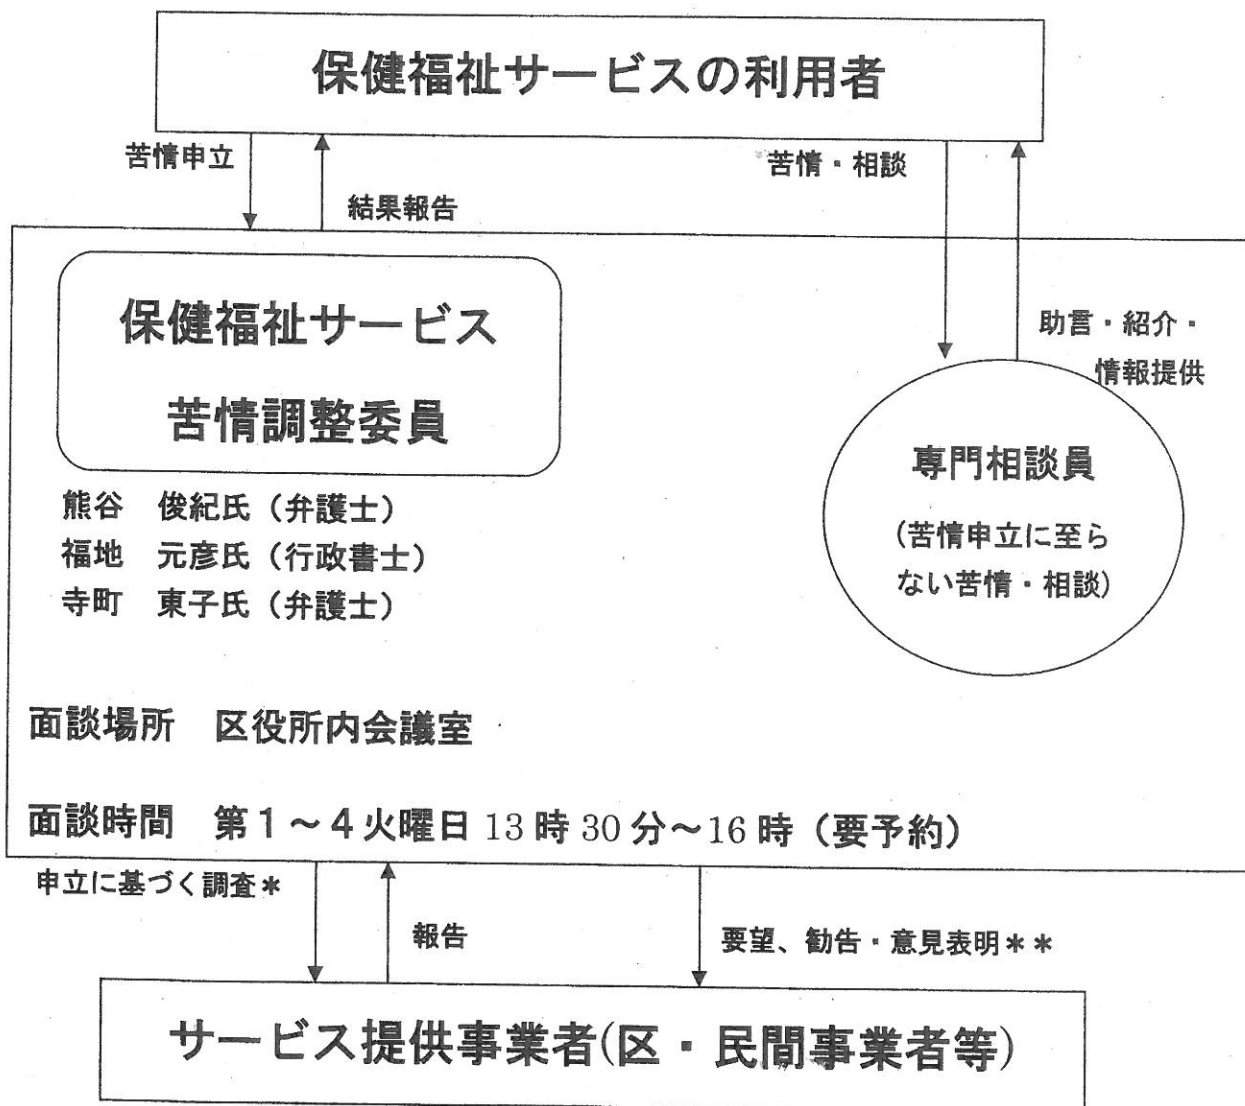 保健福祉サービスの利用者
苦情申立
結果報告
苦情・相談
助言・紹介・
情報提供
保健福祉サービス
苦情調整委員
専門相談員
(苦情申立に至ら
ない苦情・相談)
熊谷　俊紀氏（弁護士）
福地　元彦氏（行政書士）
寺町　東子氏（弁護士）
面談場所　区役所内会議室
面談時間　第１～４火曜日 13 時 30 分～16 時（要予約）
申立に基づく調査＊
報告
要望、勧告・意見表明＊＊
サービス提供事業者(区・民間事業者等)